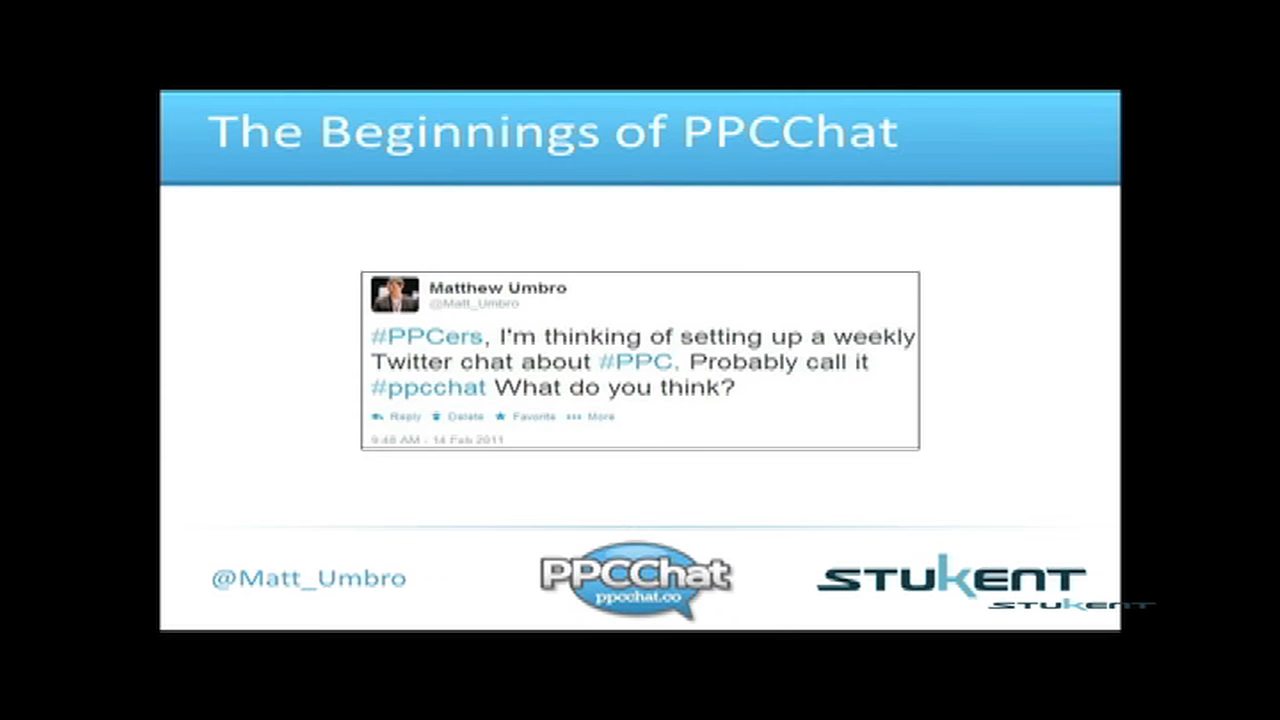 The Beginnings of PPCChat
Matthew Umbro
@Matt_Umbro
#PPCers, I'm thinking of setting up a weekly
Twitter chat about #PPC. Probably call it
#ppcchat What do you think?
Reply Delete Favorite More
9:48 AM - 14 Feb 2011
@Matt_Umbro
PPCChat
ppcchat.co
STUKENT
STUKENT